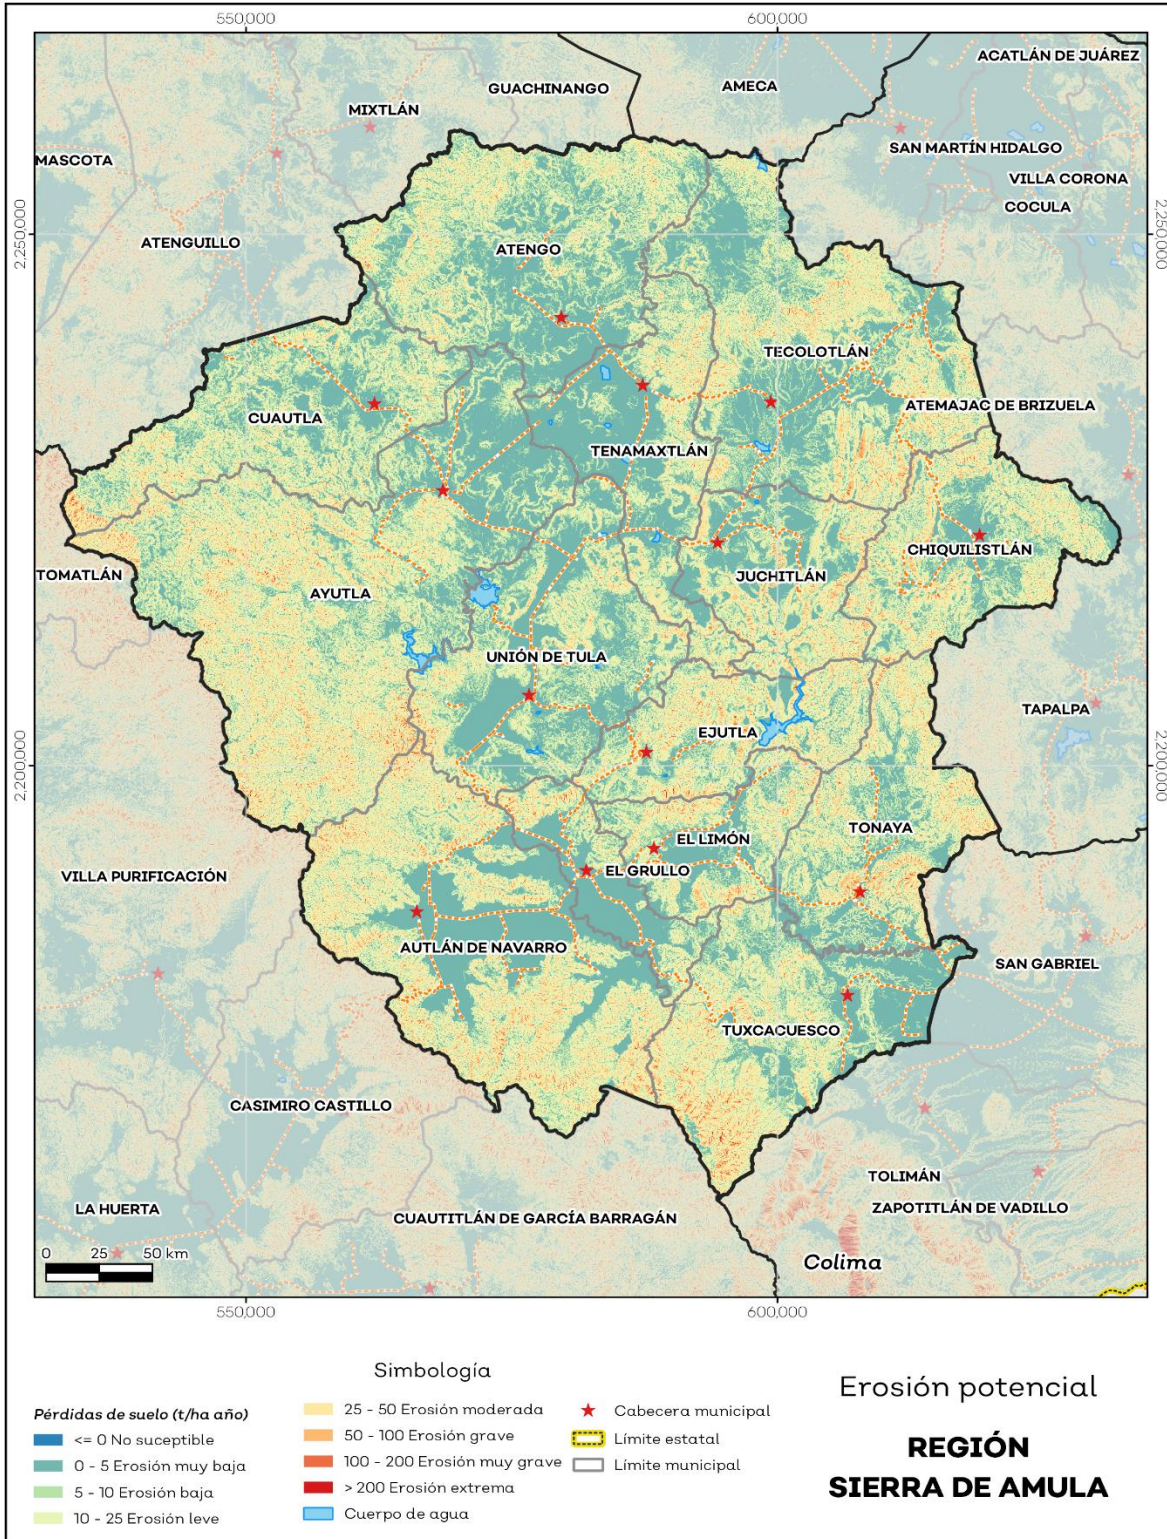 550,000
600,000
ACATLÁN DE JUÁREZ
GUACHINANGO
AMECA
MIXTLÁN
SAN MARTÍN HIDALGO
MASCOTA
VILLA CORONA
COCULA
2,250,000
2,250,000
ATENGUILLO
ATENGO
TECOLOTLÁN
ATEMAJAC DE BRIZUELA
CUAUTLA
TENAMAXTLÁN
CHIQUILISTLÁN
TOMATLÁN
JUCHITLÁN
AYUTLA
UNIÓN DE TULA
TAPALPA
EJUTLA
2,200,000
2,200,000
TONAYA
EL LIMÓN
EL GRULLO
VILLA PURIFICACIÓN
AUTLÁN DE NAVARRO
SAN GABRIEL
TUXCACUESCO
CASIMIRO CASTILLO
TOLIMÁN
LA HUERTA
ZAPOTITLÁN DE VADILLO
CUAUTITLÁN DE GARCÍA BARRAGÁN
0 25 50 km
Colima
550,000
600,000
Simbología
Pérdidas de suelo (t/ha año)
<= 0 No suceptible
0 - 5 Erosión muy baja
5 - 10 Erosión baja
10 - 25 Erosión leve
25 - 50 Erosión moderada
50 - 100 Erosión grave
100 - 200 Erosión muy grave
> 200 Erosión extrema
Cuerpo de agua
Cabecera municipal
Límite estatal
Límite municipal
Erosión potencial
REGIÓN
SIERRA DE AMULA